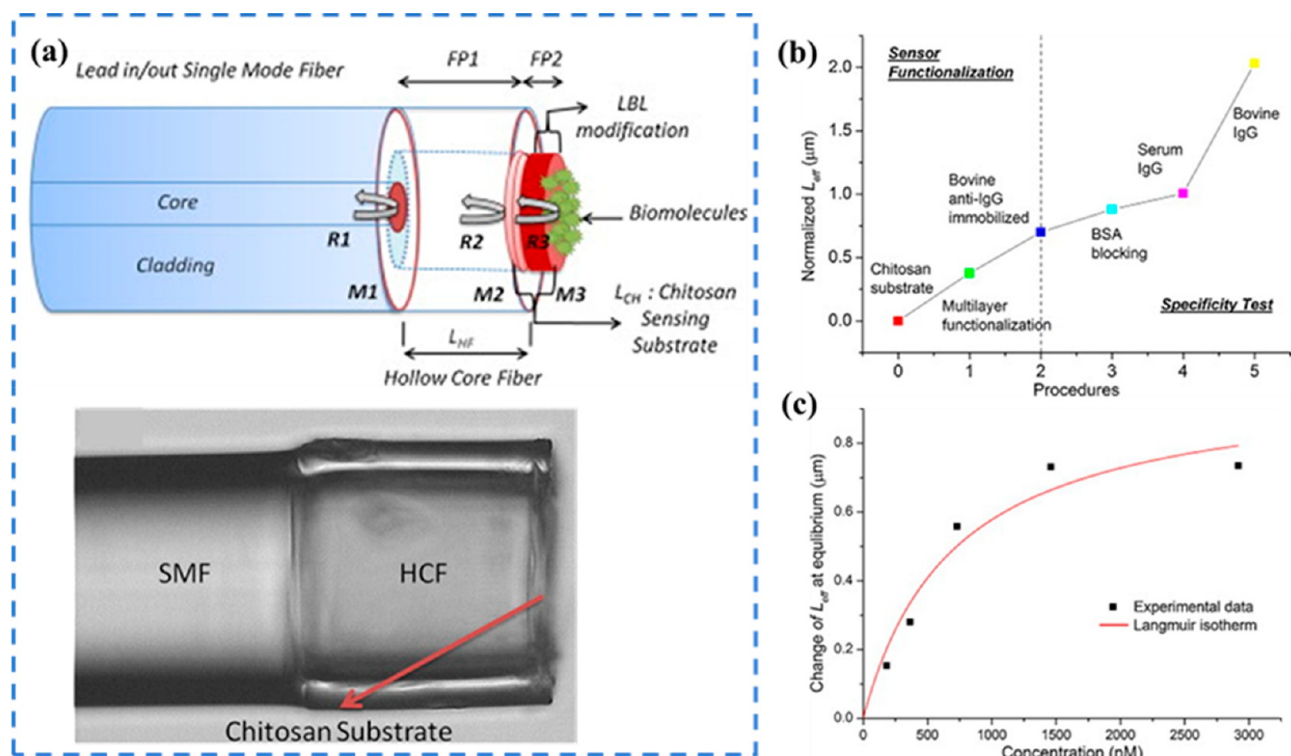 (a)
Lead in/out Single Mode Fiber
FP1
FP2
LBL
modification
Core
Biomolecules
R1
R2
R3
Cladding
M1
M2
M3
L_CH : Chitosan
Sensing
Substrate
L_HF
Hollow Core Fiber
SMF
HCF
Chitosan Substrate
(b)
Sensor
Functionalization
Normalized L_eff (μm)
2.0
1.5
1.0
0.5
0.0
Chitosan
substrate
Multilayer
functionalization
Bovine
anti-IgG
immobilized
BSA
blocking
Serum
IgG
Bovine
IgG
Specificity Test
0 1 2 3 4 5
Procedures
(c)
Change of L_eff at equlibrium (μm)
0.8
0.6
0.4
0.2
0.0
Experimental data
Langmuir isotherm
0 500 1000 1500 2000 2500 3000
Concentration (nM)